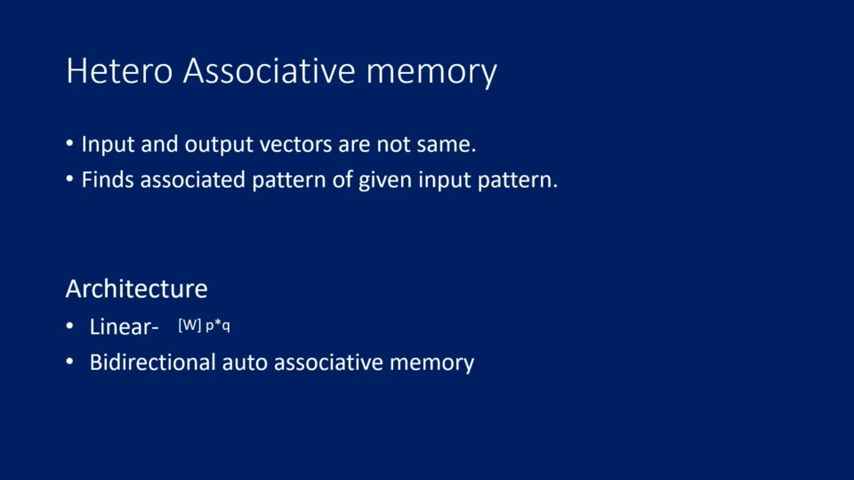 Hetero Associative memory
• Input and output vectors are not same.
• Finds associated pattern of given input pattern.
Architecture
• Linear- [W] p*q
• Bidirectional auto associative memory